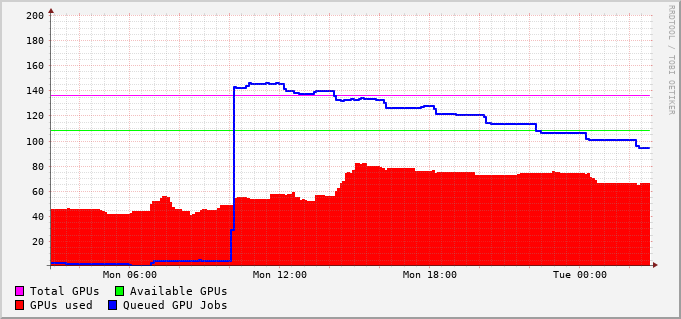 200
180
160
140
120
100
80
60
40
20
Mon 06:00 Mon 12:00 Mon 18:00 Tue 00:00
Total GPUs Available GPUs
GPUs used Queued GPU Jobs
RRDTOOL / TOBI OETIKER